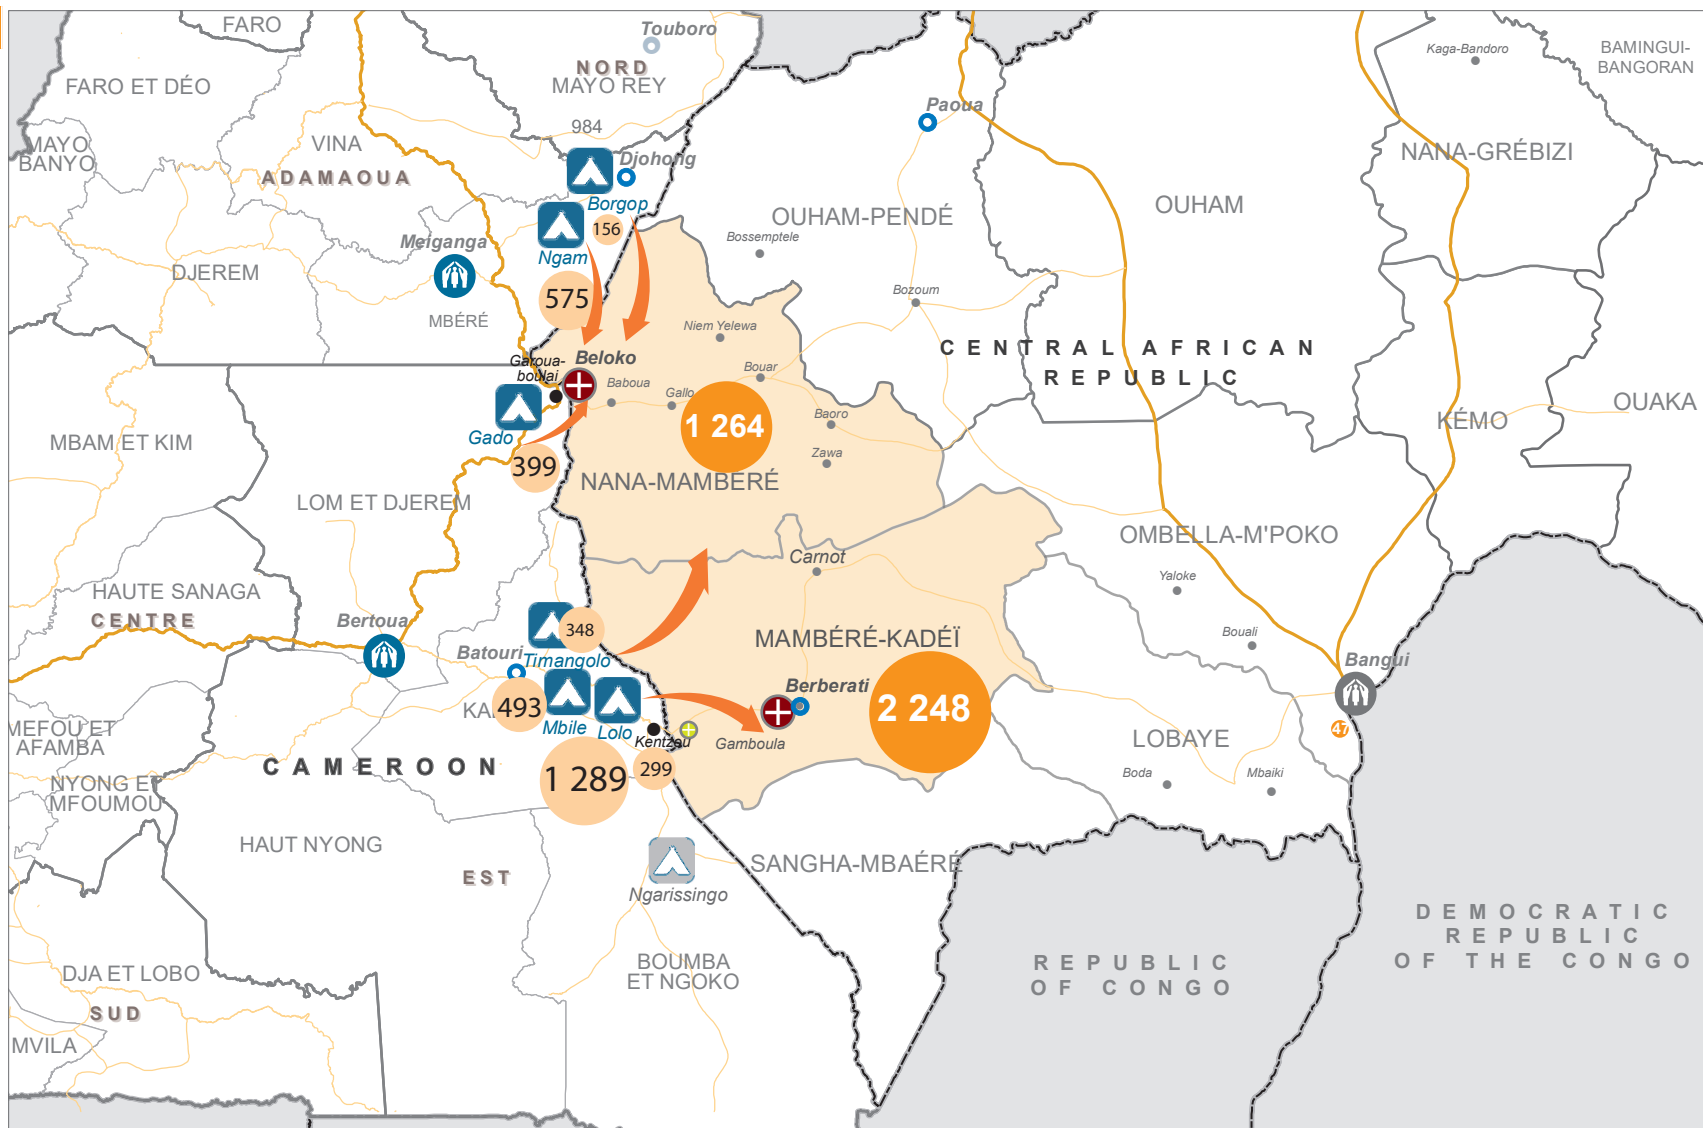 FARO
Touboro
Kaga-Bandoro
BAMINGUI-
BANGORAN
NORD
MAYO REY
FARO ET DÉO
Paoua
984
MAYO
BANYO
VINA
NANA-GRÉBIZI
Djohong
ADAMAOUA
Borgop
OUHAM
OUHAM-PENDÉ
156
Bossemptele
Meiganga
Ngam
DJEREM
575
Bozoum
MBÉRÉ
Niem Yelewa
CENTRAL AFRICAN
REPUBLIC
Garoua-
boulai
Beloko
Bouar
Baboua
Gallo
OUAKA
Baoro
KÉMO
1 264
Gado
MBAM ET KIM
Zawa
399
NANA-MAMBERÉ
LOM ET DJEREM
OMBELLA-M'POKO
Carnot
Yaloke
HAUTE SANAGA
CENTRE
Bertoua
348
MAMBÉRÉ-KADÉÏ
Bouali
Batouri
Timangolo
Bangui
Berberati
493
2 248
KA
Mbile
Lolo
47
MEFOU ET
AFAMBA
Kentzou
Gamboula
LOBAYE
CAMEROON
299
1 289
Boda
Mbaiki
NYONG ET
MFOUMOU
HAUT NYONG
SANGHA-MBAÉRÉ
EST
Ngarissingo
DEMOCRATIC
REPUBLIC
OF THE CONGO
REPUBLIC
OF CONGO
BOUMBA
ET NGOKO
DJA ET LOBO
SUD
MVILA